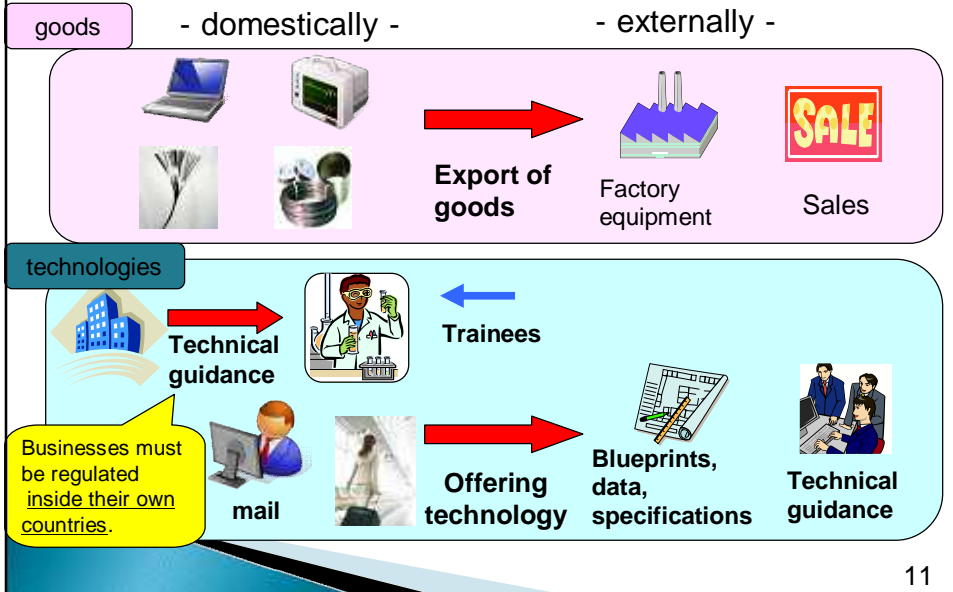 goods
- domestically -
- externally -
Export of
goods
Factory
equipment
SALE
Sales
technologies
Technical
guidance
Trainees
Businesses must
be regulated
inside their own
countries.
mail
Offering
technology
Blueprints,
data,
specifications
Technical
guidance
11